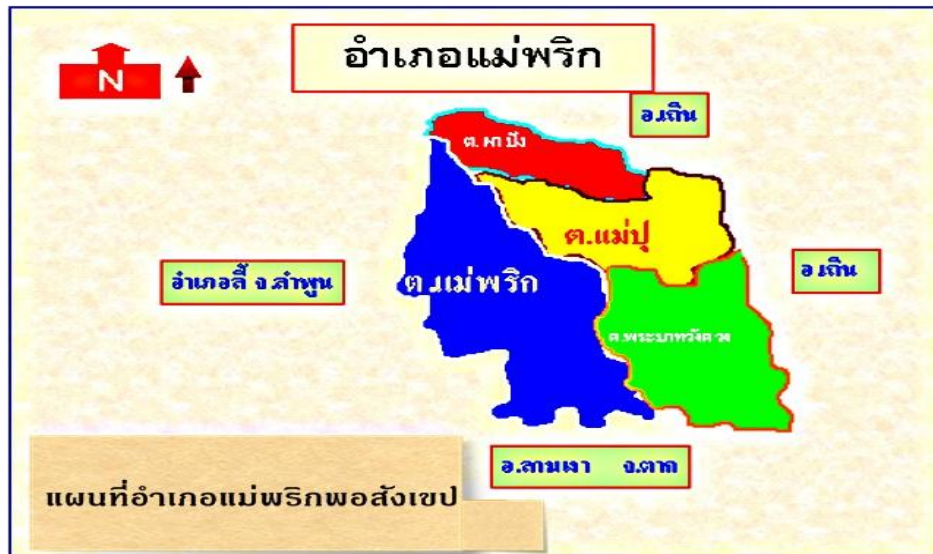 อำเภอแม่พริก
N
อ.เถิน
ต. ผาปัง
ต.แม่ปุ
อ.เถิน
อำเภอลี้ จ.ลำพูน
ต.แม่พริก
ต.พระบาทวังตวง
อ.สามเงา จ.ตาก
แผนที่อำเภอแม่พริกพอสังเขป